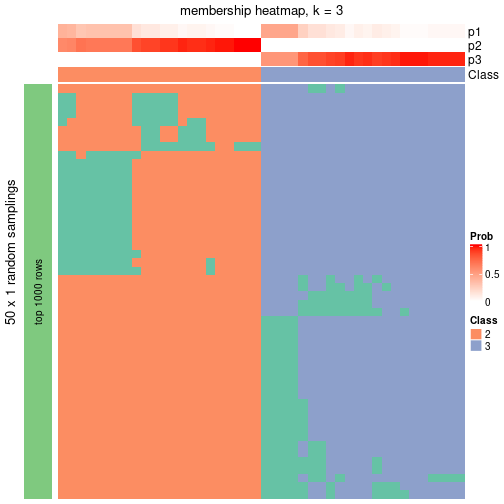 membership heatmap, k = 3
p1
p2
p3
Class
50 x 1 random samplings
top 1000 rows
Prob
1
0.5
0
Class
2
3